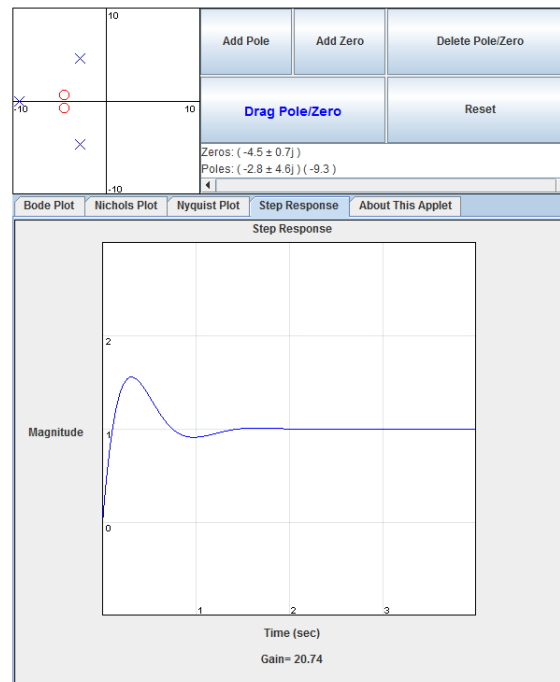 10
-10
10
-10
Add Pole
Add Zero
Delete Pole/Zero
Drag Pole/Zero
Reset
Zeros: ( -4.5 ± 0.7j )
Poles: ( -2.8 ± 4.6j ) ( -9.3 )
Bode Plot
Nichols Plot
Nyquist Plot
Step Response
About This Applet
Step Response
2
1
0
Magnitude
1
2
3
Time (sec)
Gain= 20.74